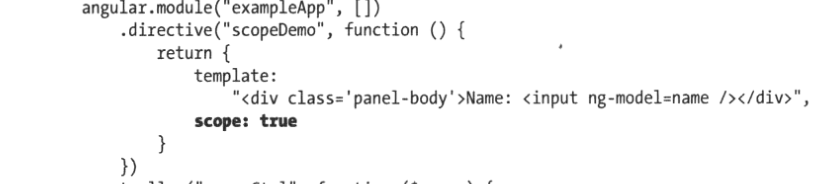 angular.module("exampleApp", [])
.directive("scopeDemo", function () {
return {
template:
"<div class='panel-body'>Name: <input ng-model=name /></div>",
scope: true
}
})